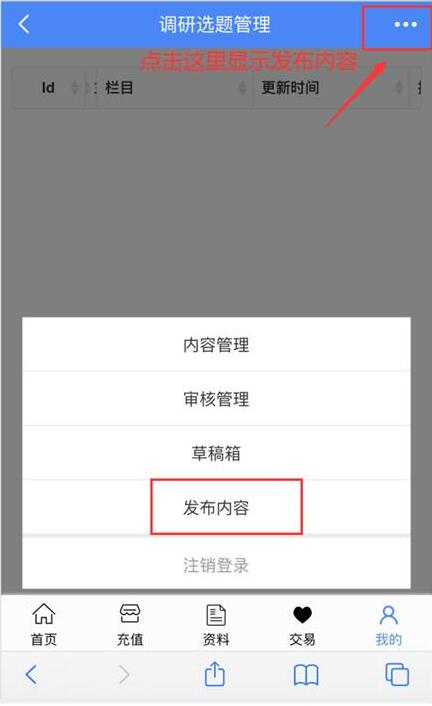 调研选题管理
点击这里显示发布内容
Id 栏目 更新时间
内容管理
审核管理
草稿箱
发布内容
注销登录
首页 充值 资料 交易 我的